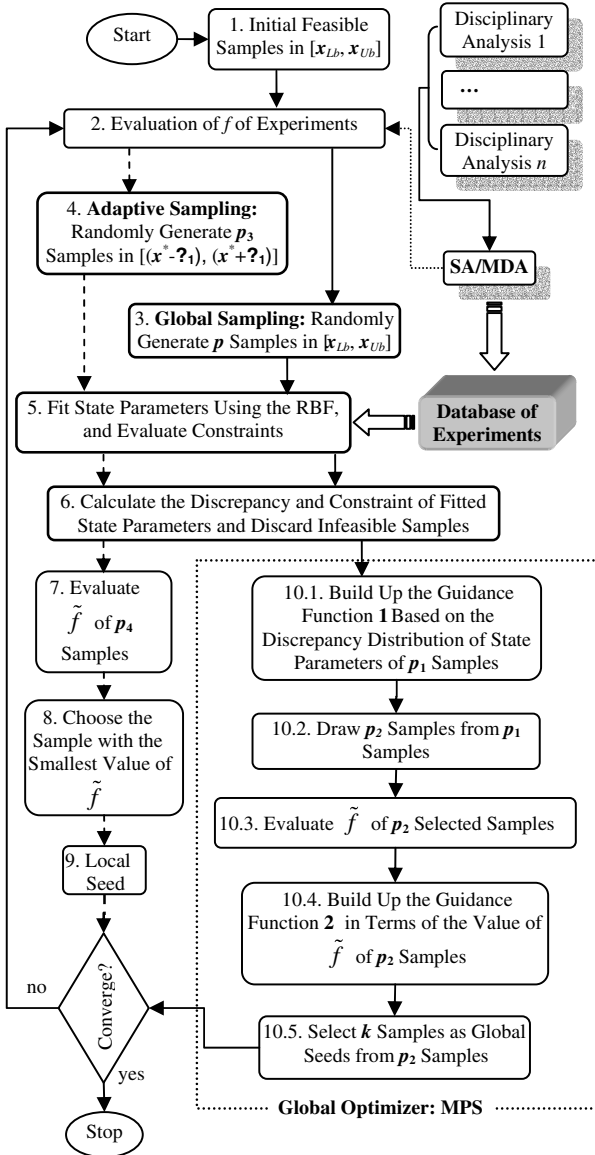 Start
1. Initial Feasible
Samples in [x_Lb, x_Ub]
Disciplinary
Analysis 1
...
Disciplinary
Analysis n
2. Evaluation of f of Experiments
4. Adaptive Sampling:
Randomly Generate p3
Samples in [(x*-?1), (x*+?1)]
SA/MDA
3. Global Sampling: Randomly
Generate p Samples in [x_Lb, x_Ub]
5. Fit State Parameters Using the RBF,
and Evaluate Constraints
Database of
Experiments
6. Calculate the Discrepancy and Constraint of Fitted
State Parameters and Discard Infeasible Samples
7. Evaluate
f̃ of p4
Samples
8. Choose the
Sample with the
Smallest Value of
f̃
9. Local
Seed
Converge?
no
yes
Stop
10.1. Build Up the Guidance
Function 1 Based on the
Discrepancy Distribution of State
Parameters of p1 Samples
10.2. Draw p2 Samples from p1
Samples
10.3. Evaluate f̃ of p2 Selected Samples
10.4. Build Up the Guidance
Function 2 in Terms of the Value of
f̃ of p2 Samples
10.5. Select k Samples as Global
Seeds from p2 Samples
Global Optimizer: MPS